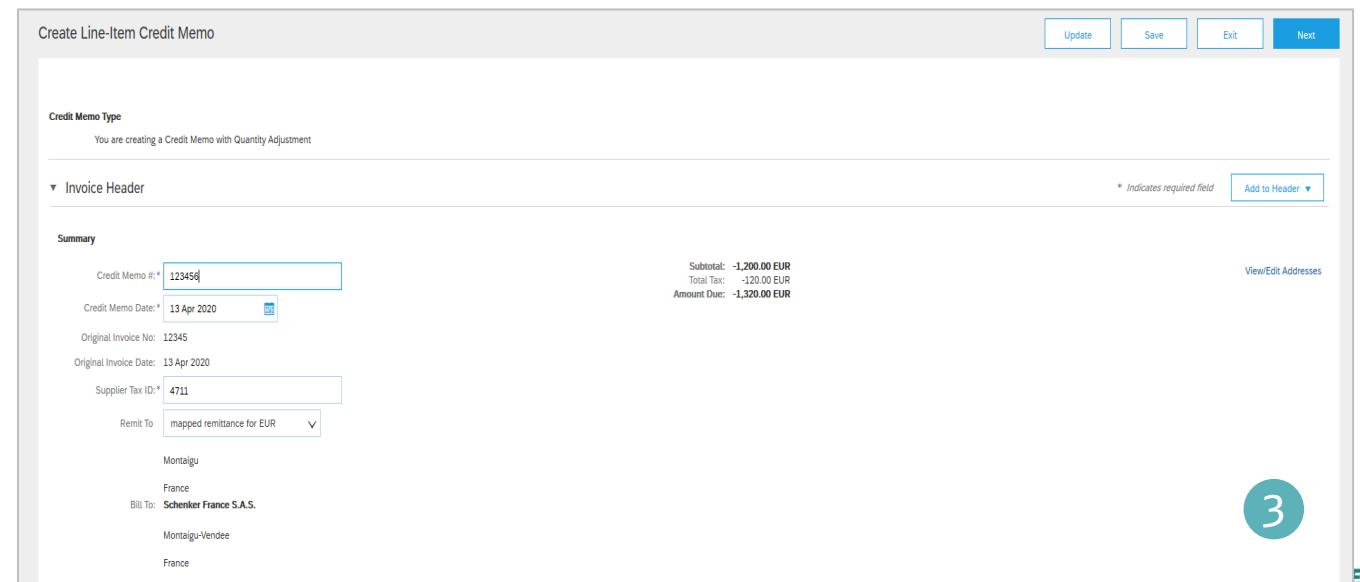 Create Line-Item Credit Memo
Update
Save
Exit
Next
Credit Memo Type
You are creating a Credit Memo with Quantity Adjustment
▼ Invoice Header
* Indicates required field
Add to Header ▼
Summary
Credit Memo #:* 123456
Subtotal: -1,200.00 EUR
View/Edit Addresses
Total Tax: -120.00 EUR
Credit Memo Date:* 13 Apr 2020
Amount Due: -1,320.00 EUR
Original Invoice No: 12345
Original Invoice Date: 13 Apr 2020
Supplier Tax ID:* 4711
Remit To mapped remittance for EUR
Montaigu
France
Bill To: Schenker France S.A.S.
Montaigu-Vendee
France
3